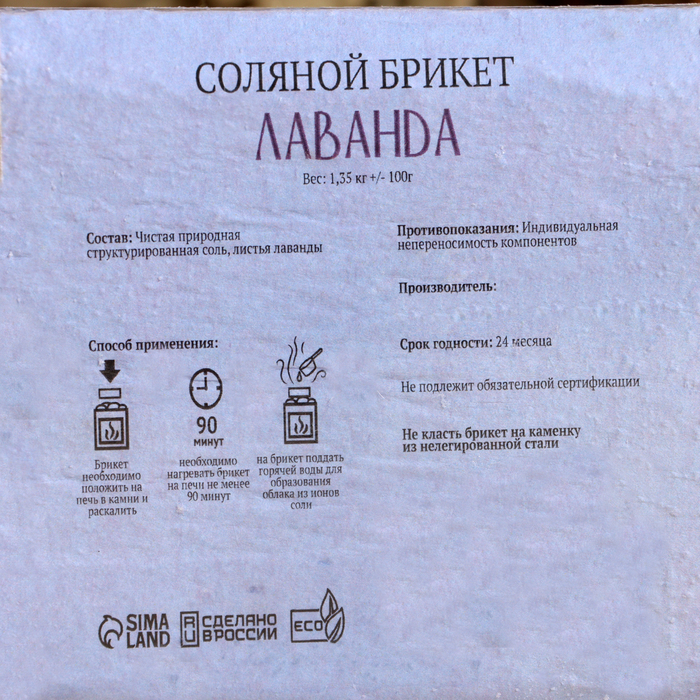 СОЛЯНОЙ БРИКЕТ
ЛАВАНДА
Вес: 1,35 кг +/- 100г
Состав: Чистая природная
структурированная соль, листья лаванды
Противопоказания: Индивидуальная
непереносимость компонентов
Производитель:
Срок годности: 24 месяца
Не подлежит обязательной сертификации
Не класть брикет на каменку
из нелегированной стали
Способ применения:
90
МИНУТ
Брикет
необходимо
положить на
печь в камни и
раскалить
необходимо
нагревать брикет
на печи не менее
90 минут
на брикет поддать
горячей воды для
образования
облака из ионов
соли
SIMA
LAND
RU
СДЕЛАНО
В РОССИИ
ECO